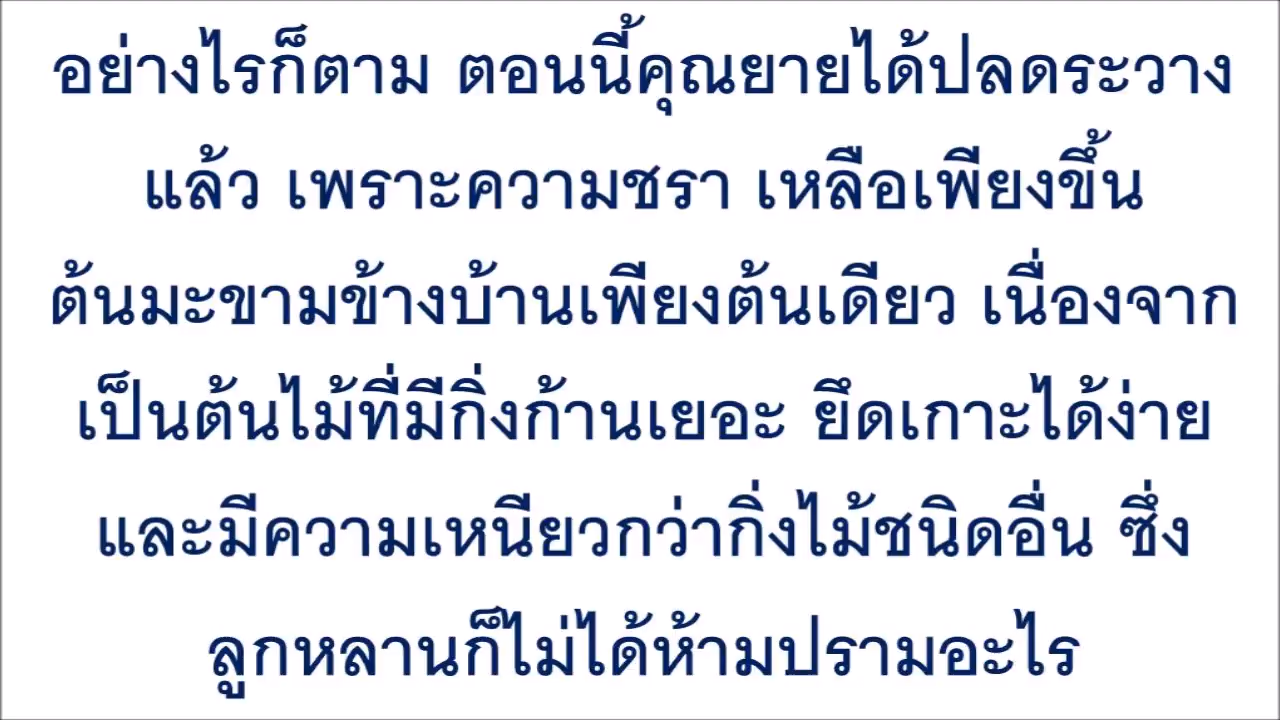 อย่างไรก็ตาม ตอนนี้คุณยายได้ปลดระวาง
แล้ว เพราะความชรา เหลือเพียงขึ้น
ต้นมะขามข้างบ้านเพียงต้นเดียว เนื่องจาก
เป็นต้นไม้ที่มีกิ่งก้านเยอะ ยึดเกาะได้ง่าย
และมีความเหนียวกว่ากิ่งไม้ชนิดอื่น ซึ่ง
ลูกหลานก็ไม่ได้ห้ามปรามอะไร